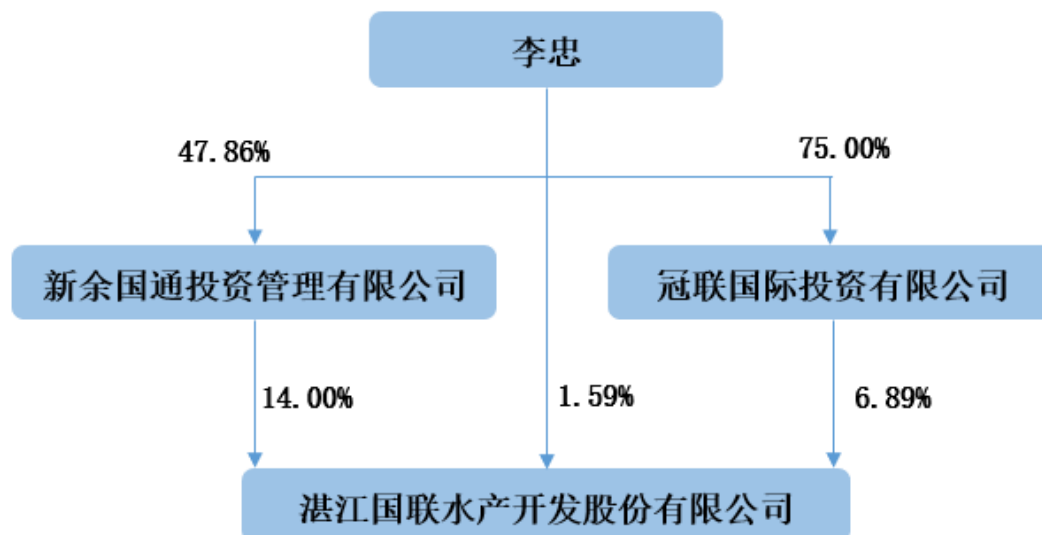 李忠
47.86%
75.00%
新余国通投资管理有限公司
冠联国际投资有限公司
14.00%
1.59%
6.89%
湛江国联水产开发股份有限公司